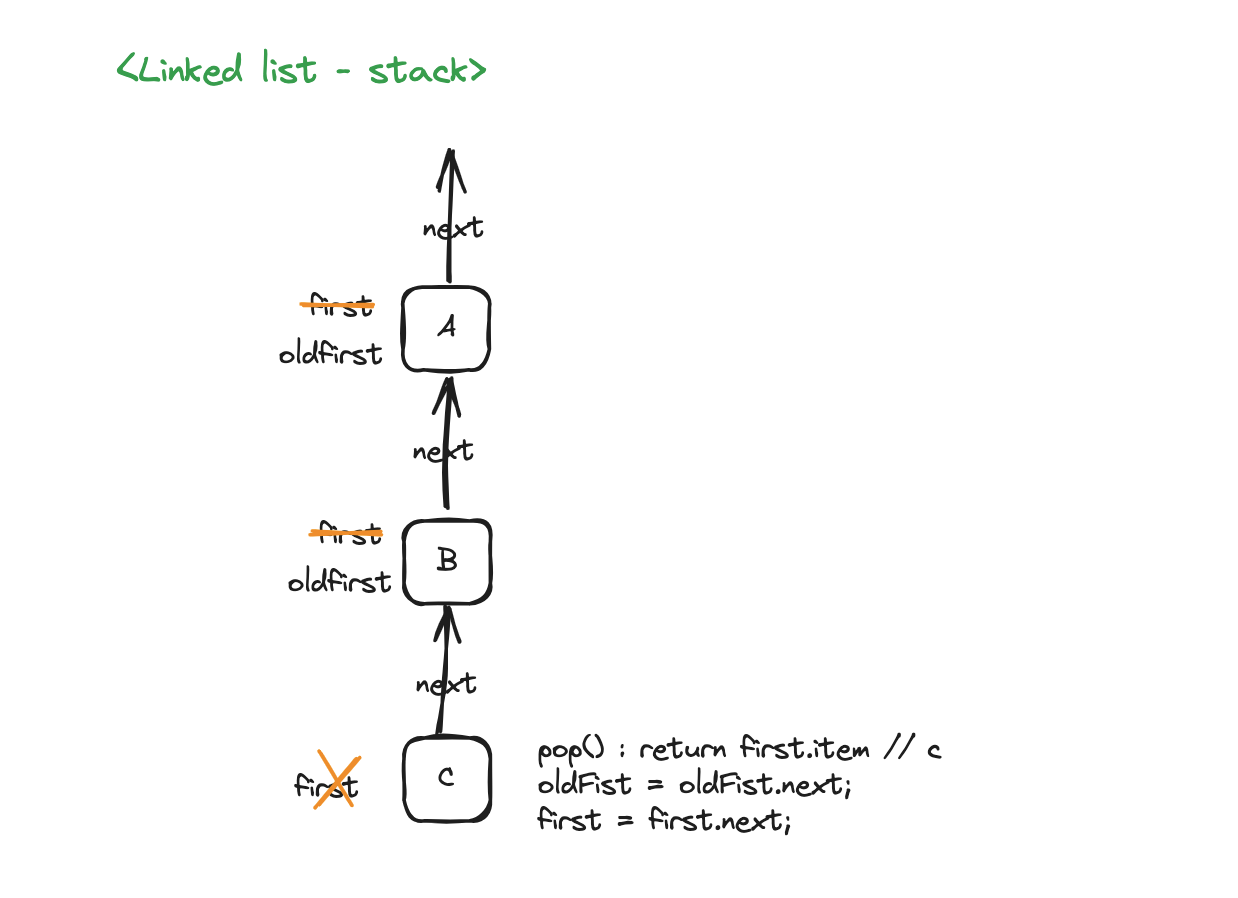 <Linked list - stack>
next
first
A
oldfirst
next
first
B
oldfirst
next
first
C
pop() : return first.item // c
oldFist = oldFist.next;
first = first.next;